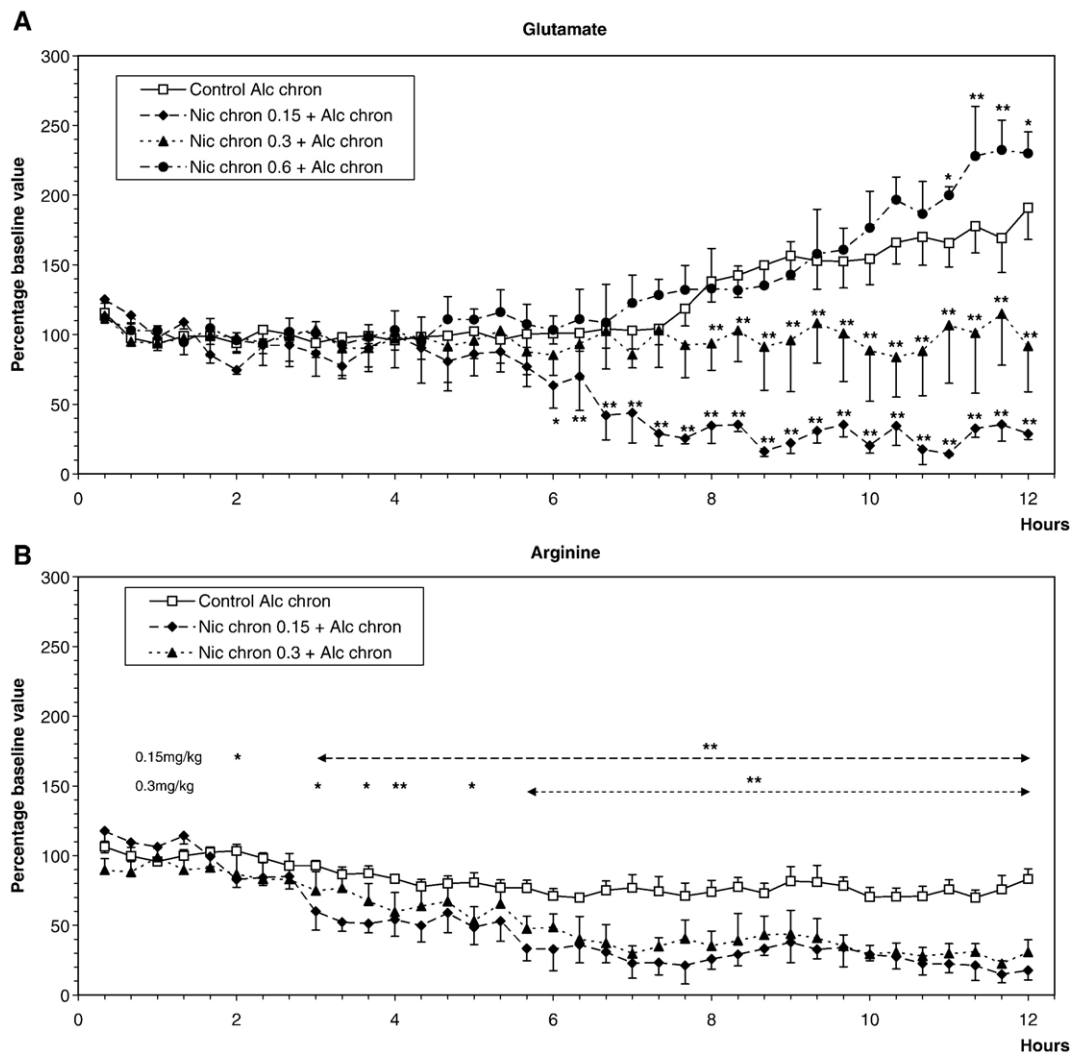 A
Glutamate
300
250
200
150
100
50
0
Percentage baseline value
Control Alc chron
Nic chron 0.15 + Alc chron
Nic chron 0.3 + Alc chron
Nic chron 0.6 + Alc chron
** ** *
*
** ** ** ** ** ** ** ** ** ** ** ** **
* ** ** ** ** ** ** ** ** ** ** ** ** ** ** ** ** ** **
0 2 4 6 8 10 12
Hours
B
Arginine
300
250
200
150
100
50
0
Percentage baseline value
Control Alc chron
Nic chron 0.15 + Alc chron
Nic chron 0.3 + Alc chron
0.15mg/kg * **
0.3mg/kg * * ** * **
0 2 4 6 8 10 12
Hours